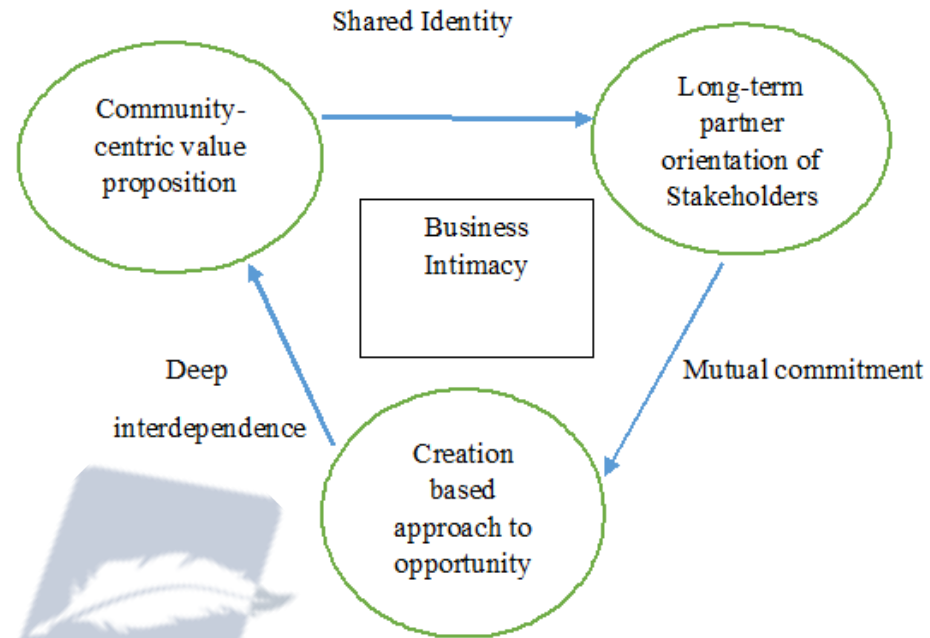 Shared Identity
Community-
centric value
proposition
Long-term
partner
orientation of
Stakeholders
Business
Intimacy
Deep
interdependence
Mutual commitment
Creation
based
approach to
opportunity